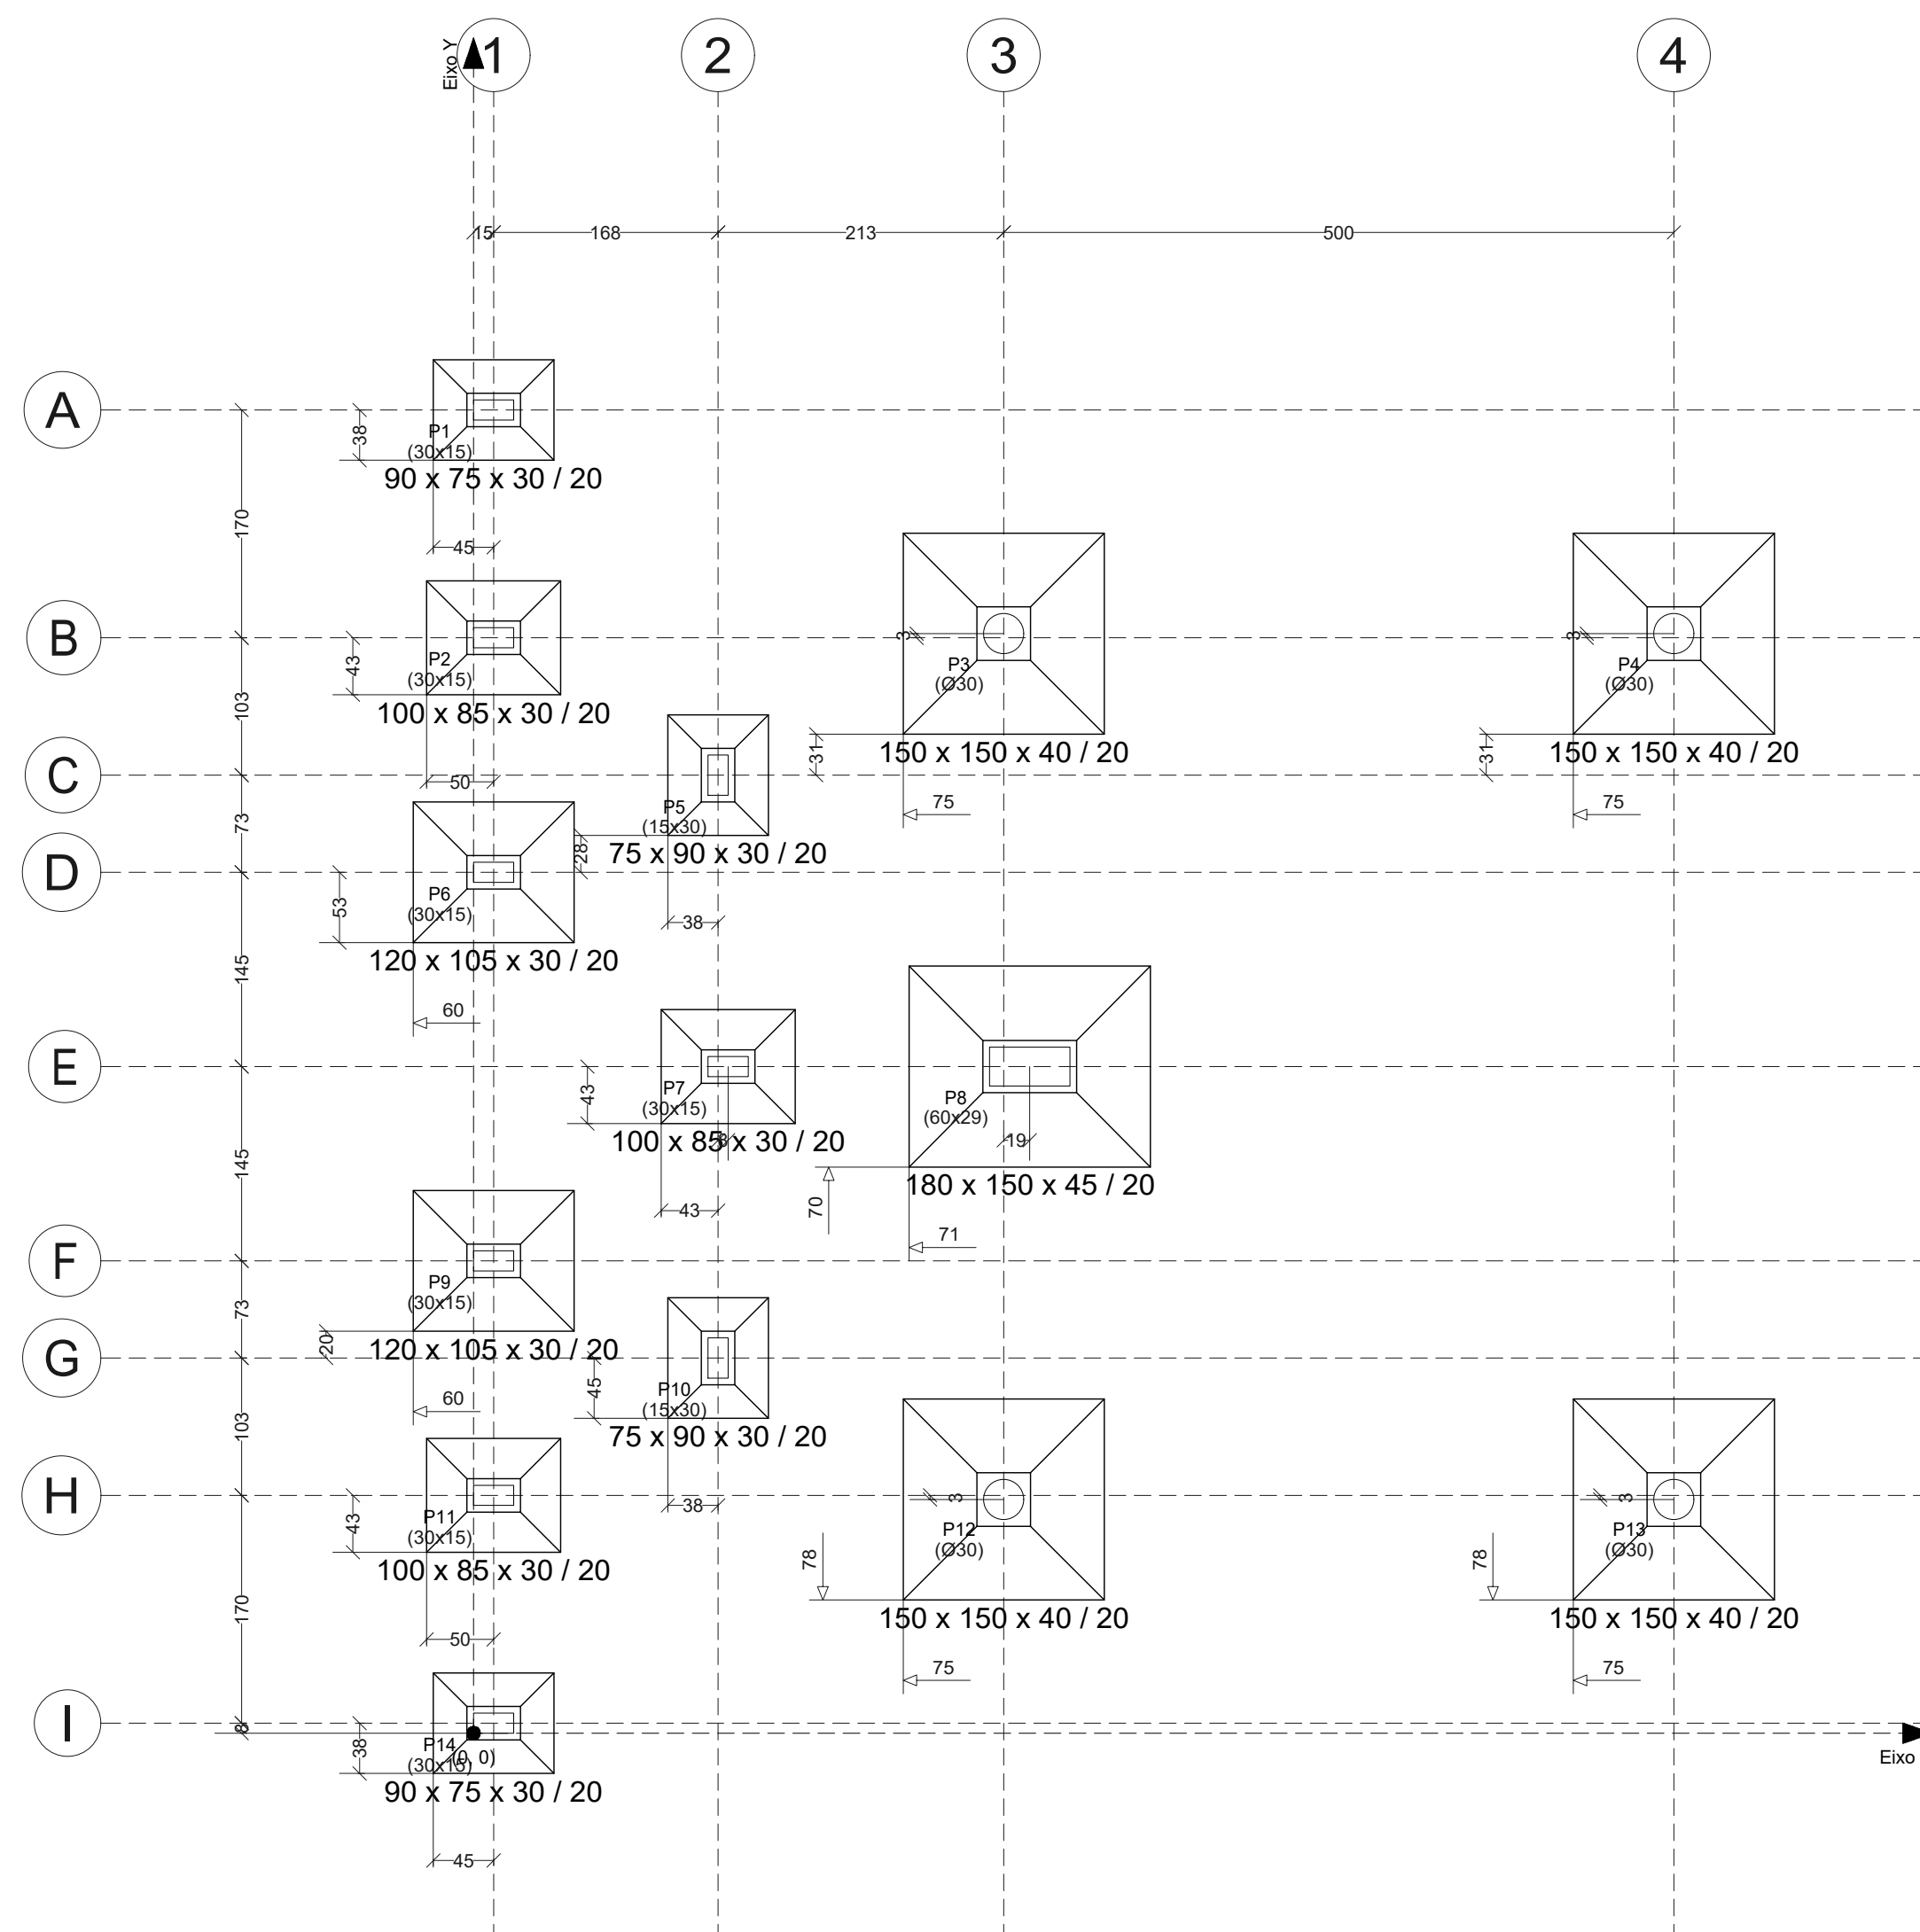 Eixo Y
1
2
3
4
15
168
213
500
A
38
P1
(30x15)
90 x 75 x 30 / 20
170
45
B
43
P2
(30x15)
100 x 85 x 30 / 20
3
P3
(Ø30)
150 x 150 x 40 / 20
3
P4
(Ø30)
150 x 150 x 40 / 20
103
31
31
C
50
75
75
P5
(15x30)
75 x 90 x 30 / 20
73
28
D
53
P6
(30x15)
120 x 105 x 30 / 20
38
145
60
E
43
P7
(30x15)
100 x 85 x 30 / 20
8
P8
(60x29)
19
180 x 150 x 45 / 20
145
70
43
71
F
P9
(30x15)
120 x 105 x 30 / 20
73
20
G
60
45
P10
(15x30)
75 x 90 x 30 / 20
103
H
38
43
P11
(30x15)
100 x 85 x 30 / 20
3
P12
(Ø30)
78
150 x 150 x 40 / 20
3
P13
(Ø30)
78
150 x 150 x 40 / 20
170
50
75
75
I
8
38
P14
(0, 0)
(30x15)
90 x 75 x 30 / 20
Eixo
45